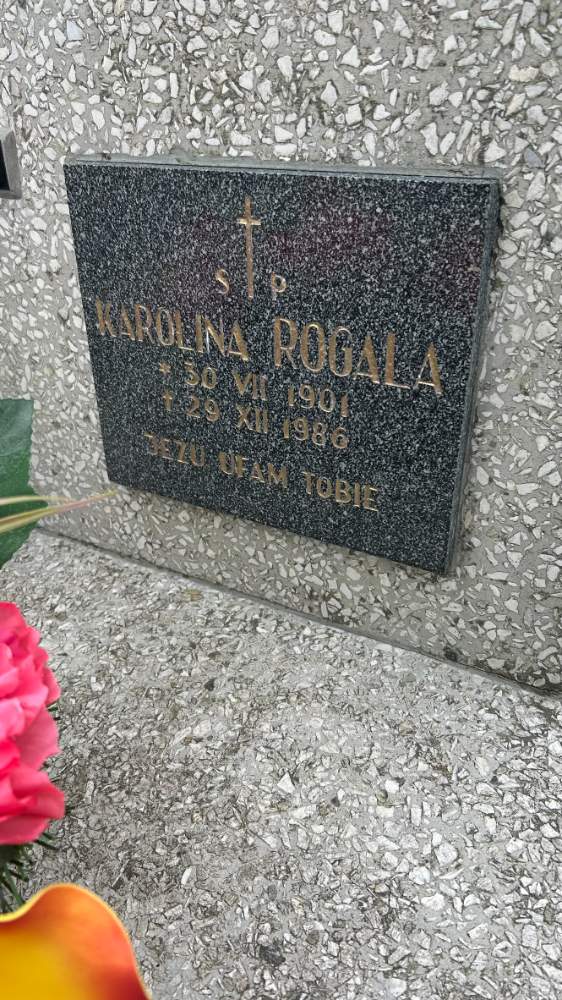 S P
KAROLINA ROGALA
* 30 VII 1901
† 29 XII 1986
JEZU UFAM TOBIE